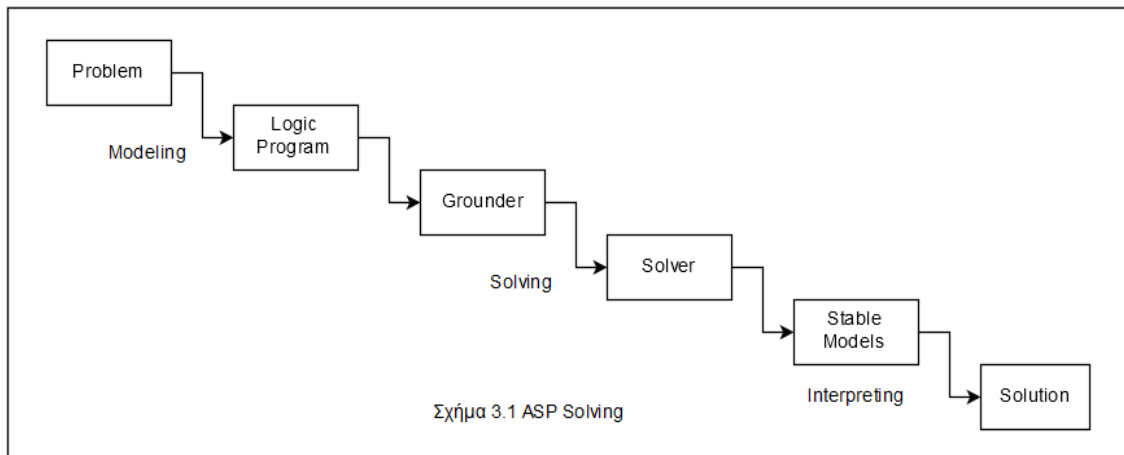 Problem
Modeling
Logic
Program
Grounder
Solving
Solver
Stable
Models
Interpreting
Solution
Σχήμα 3.1 ASP Solving